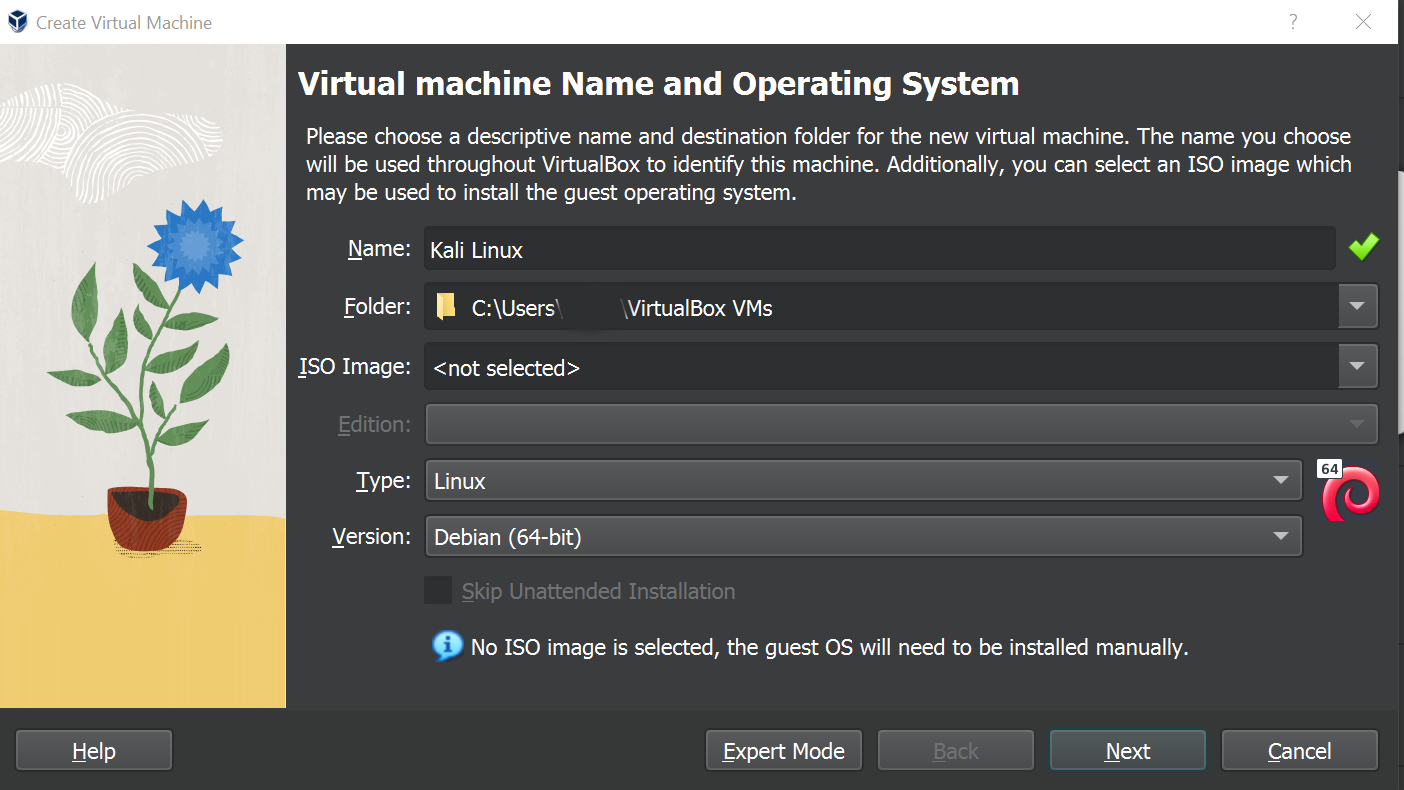 Create Virtual Machine
?
Virtual machine Name and Operating System
Please choose a descriptive name and destination folder for the new virtual machine. The name you choose
will be used throughout VirtualBox to identify this machine. Additionally, you can select an ISO image which
may be used to install the guest operating system.
Name: Kali Linux
Folder: C:\Users\ \VirtualBox VMs
ISO Image: <not selected>
Edition:
Type: Linux 64
Version: Debian (64-bit)
Skip Unattended Installation
No ISO image is selected, the guest OS will need to be installed manually.
Help Expert Mode Back Next Cancel